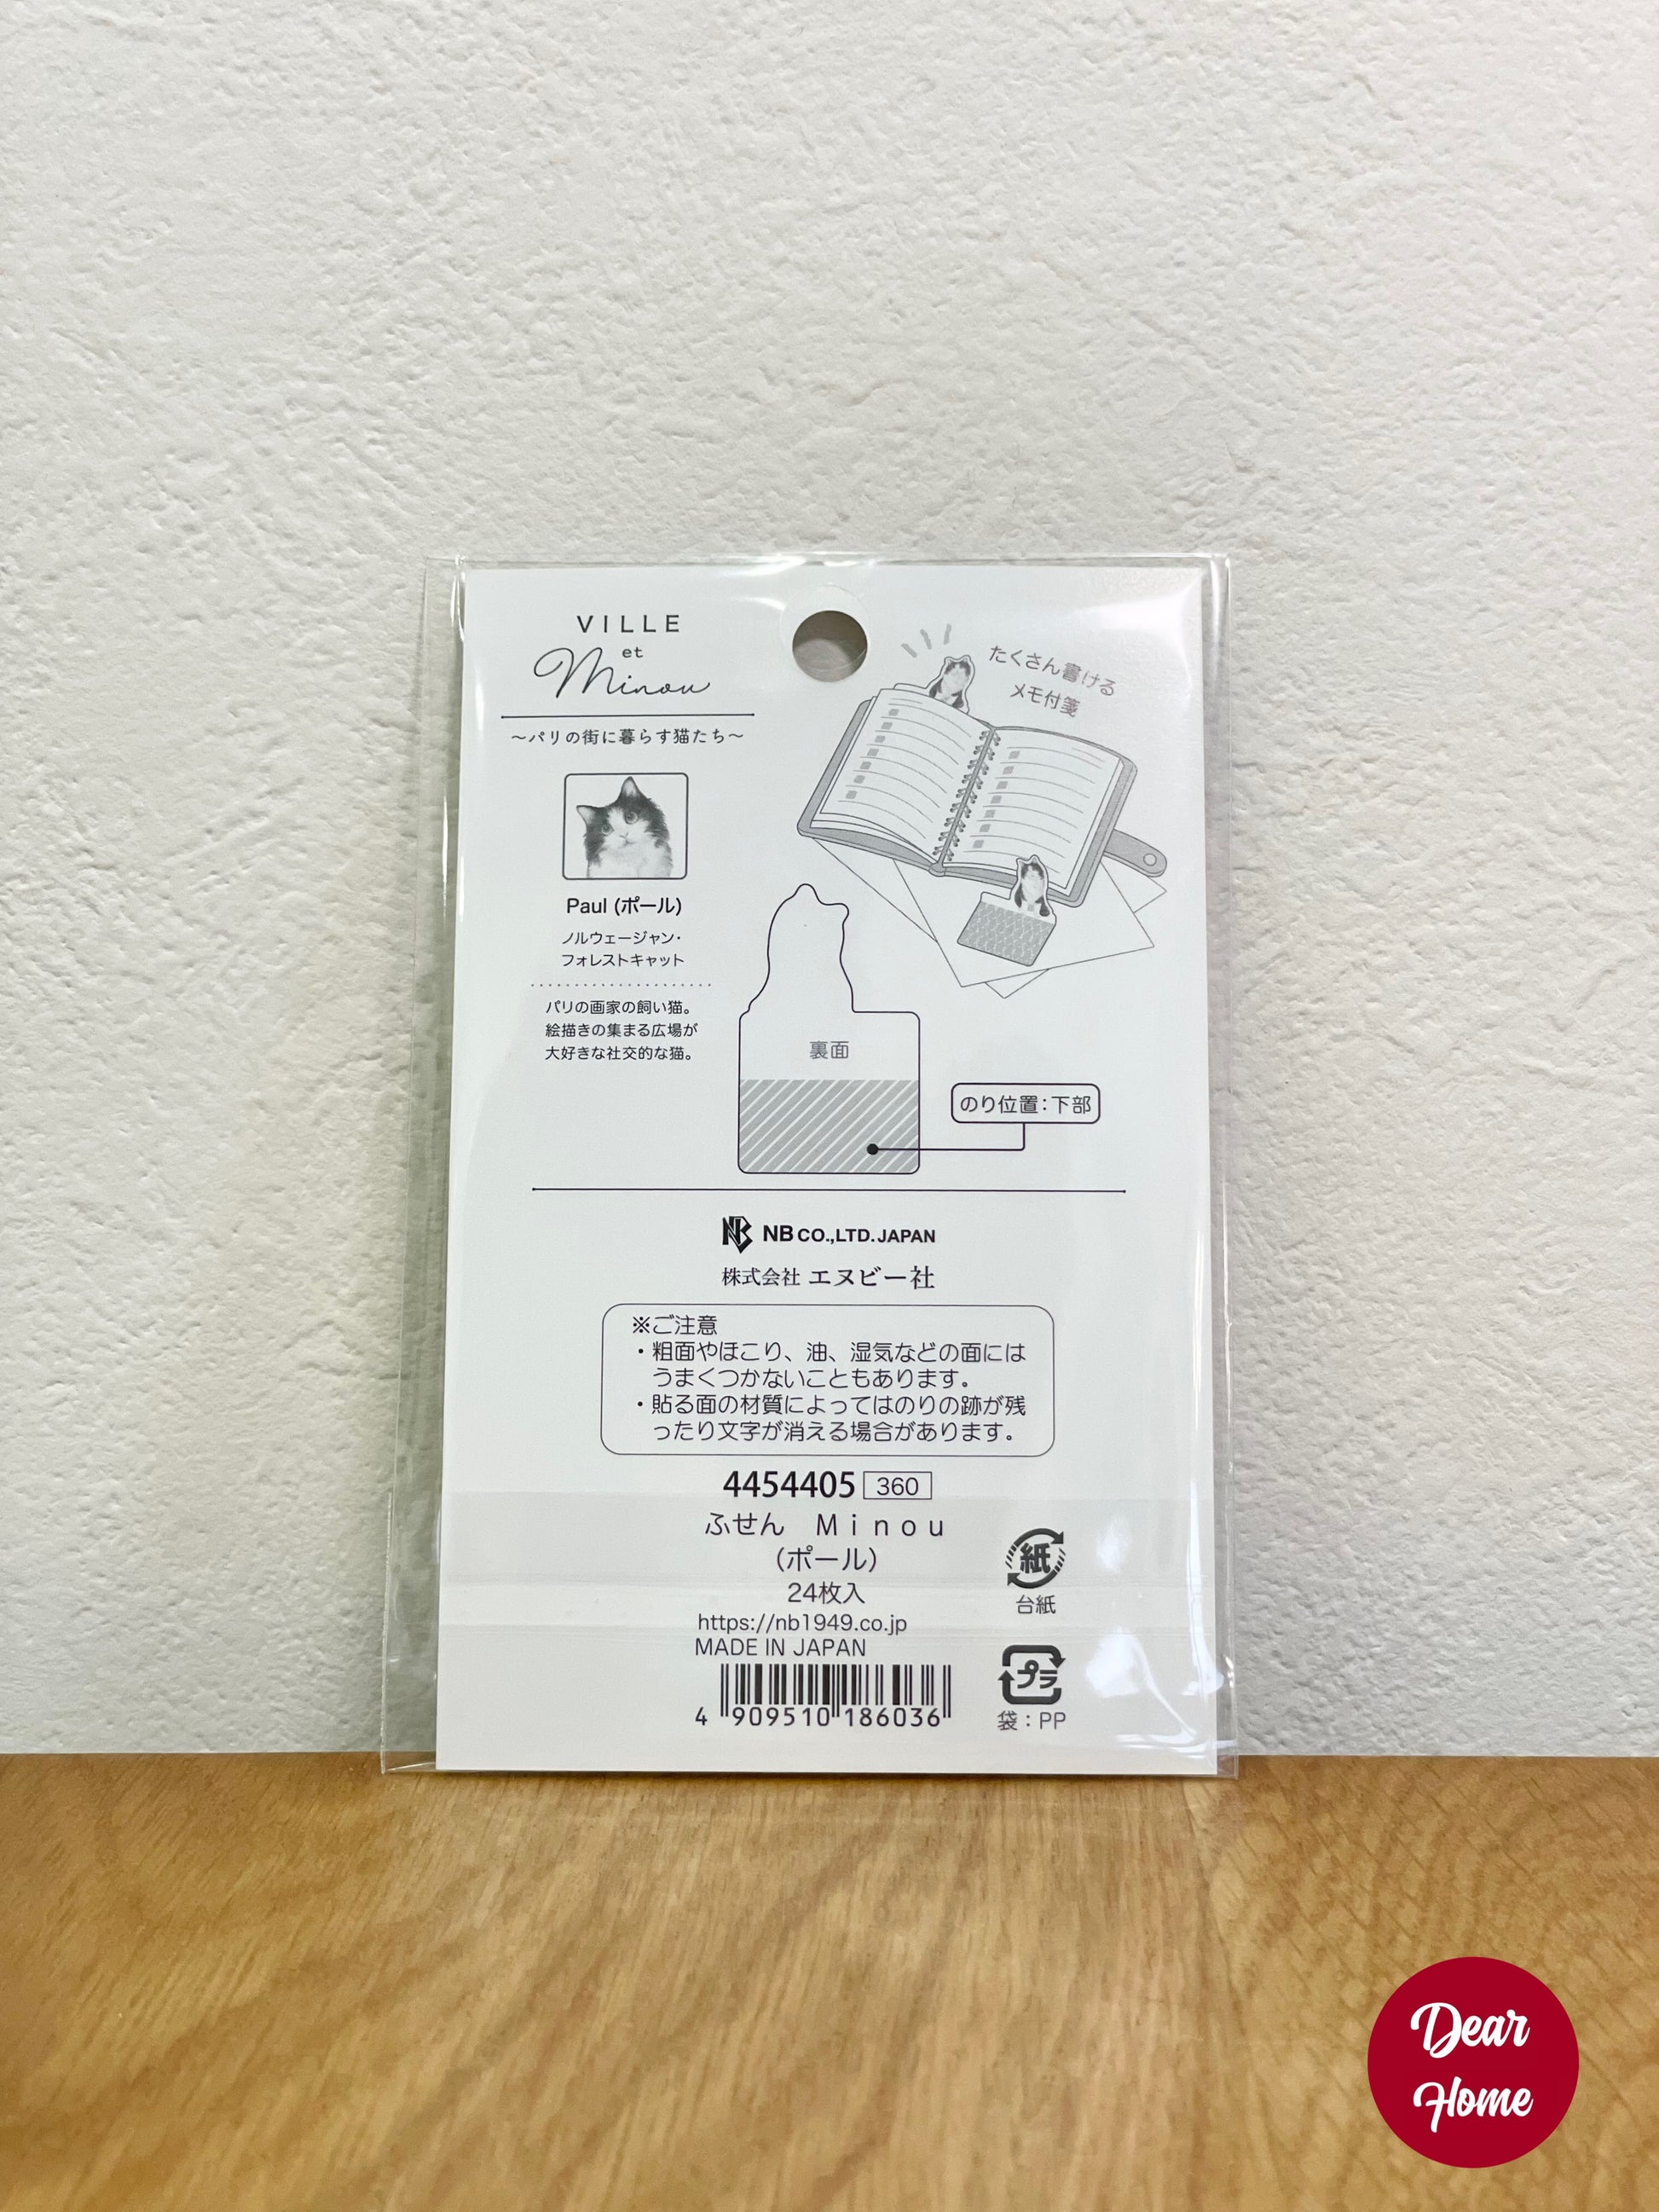 VILLE
et
Minou
～パリの街に暮らす猫たち～
Paul (ポール)
ノルウェージャン・
フォレストキャット
パリの画家の飼い猫。
絵描きの集まる広場が
大好きな社交的な猫。
たくさん書ける
メモ付箋
裏面
のり位置：下部
NB CO.,LTD.JAPAN
株式会社 エヌビー社
※ご注意
・粗面やほこり、油、湿気などの面には
うまくつかないこともあります。
・貼る面の材質によってはのりの跡が残
ったり文字が消える場合があります。
4454405 360
ふせん　Ｍｉｎｏｕ
（ポール）
24枚入
https://nb1949.co.jp
MADE IN JAPAN
4 909510 186036
紙
台紙
プラ
袋：PP
Dear
Home